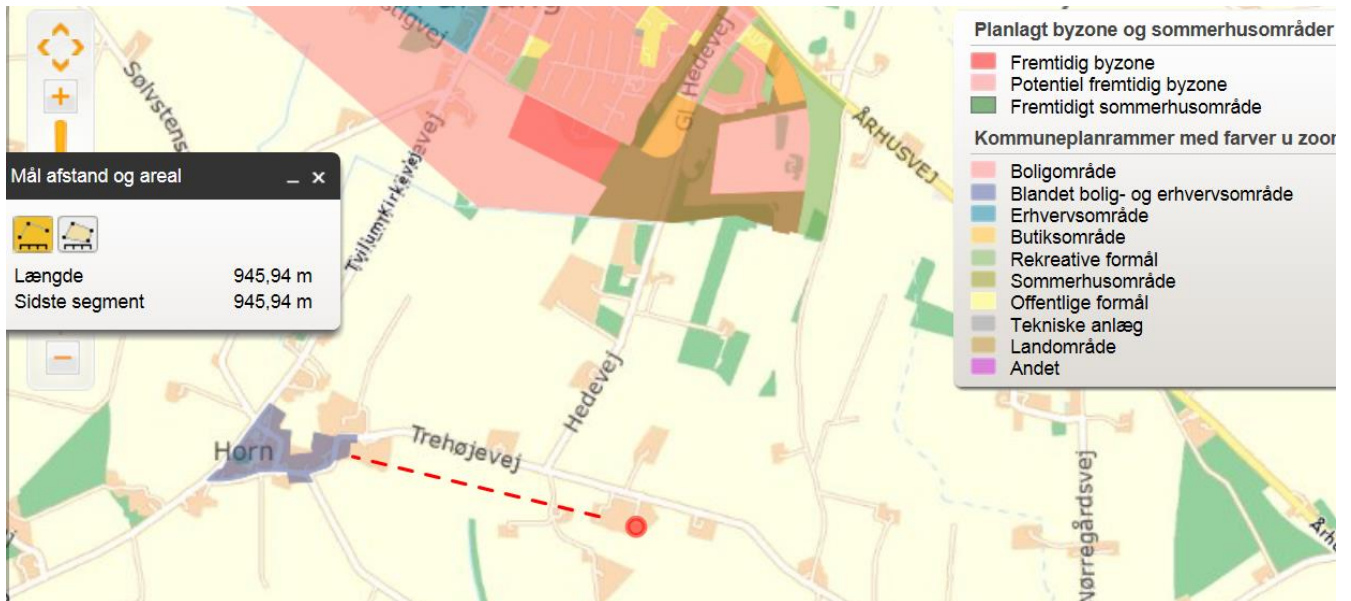 Sølvstens
Hedevej
Gl
ÅRHUSVEJ
Planlagt byzone og sommerhusområder
Fremtidig byzone
Potentiel fremtidig byzone
Fremtidigt sommerhusområde
Kommuneplanrammer med farver u zoor
Boligområde
Blandet bolig- og erhvervsområde
Erhvervsområde
Butiksområde
Rekreative formål
Sommerhusområde
Offentlige formål
Tekniske anlæg
Landområde
Andet
Mål afstand og areal
Længde 945,94 m
Sidste segment 945,94 m
Hedevej
Horn
Trehøjevej
Nørregårdsvej